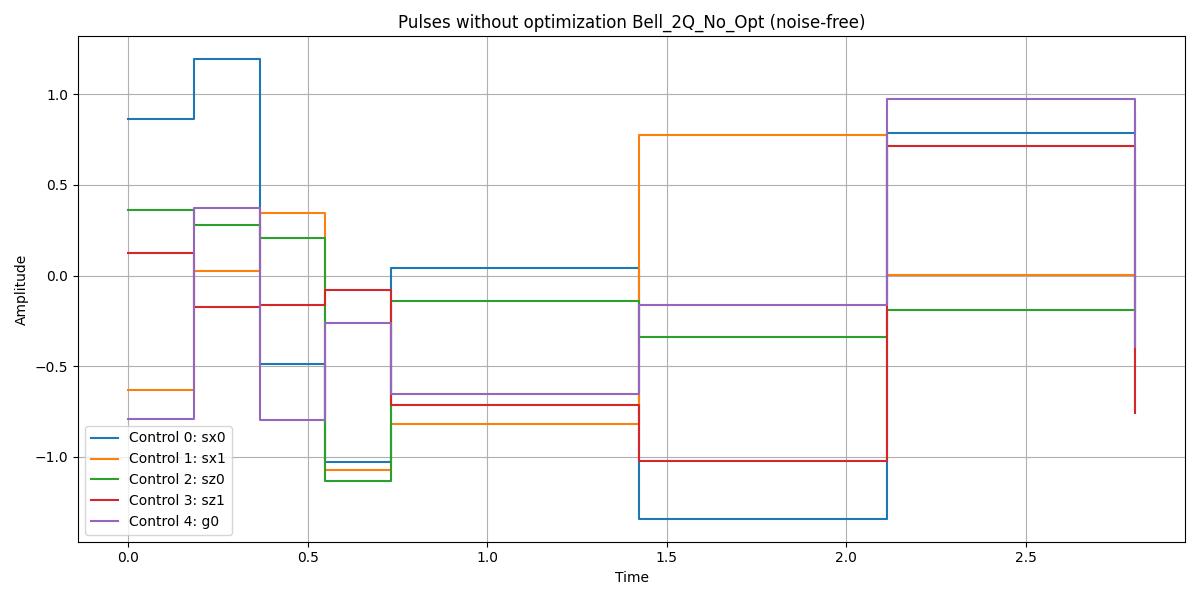 Pulses without optimization Bell_2Q_No_Opt (noise-free)
Amplitude
1.0
0.5
0.0
−0.5
−1.0
Control 0: sx0
Control 1: sx1
Control 2: sz0
Control 3: sz1
Control 4: g0
0.0 0.5 1.0 1.5 2.0 2.5
Time